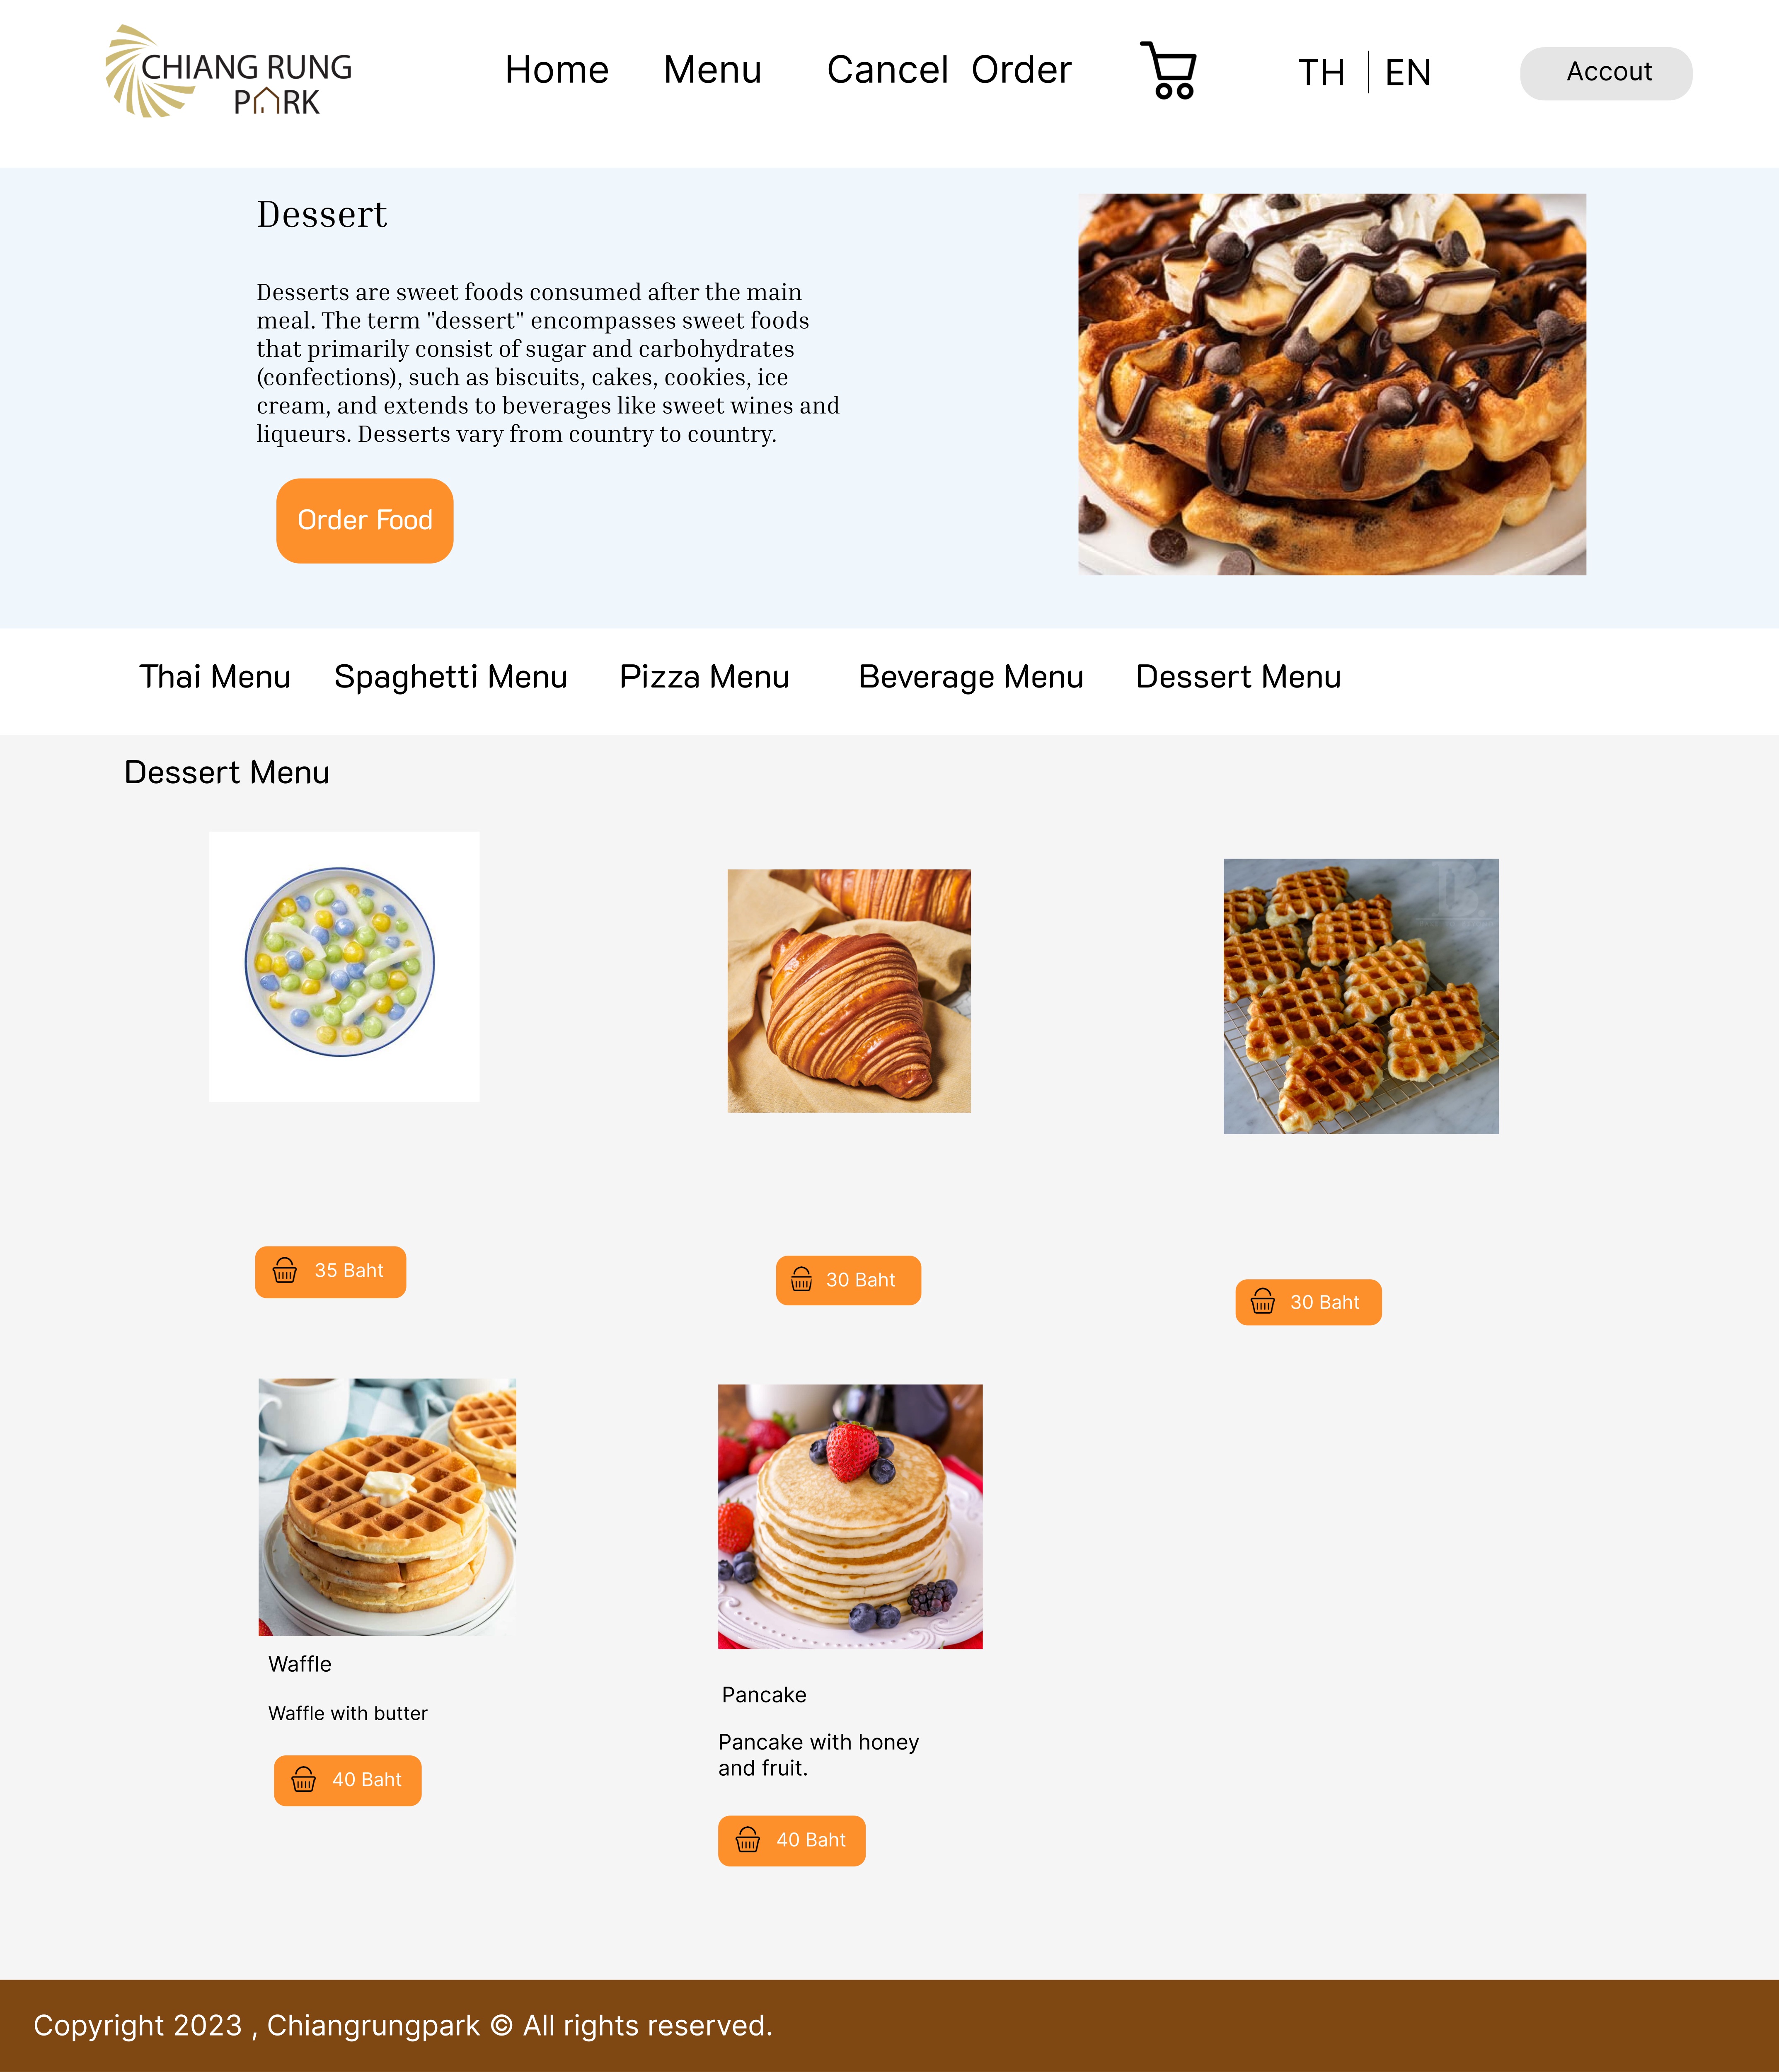 CHIANG RUNG
PARK
Home Menu Cancel Order TH EN Accout
Dessert
Desserts are sweet foods consumed after the main
meal. The term "dessert" encompasses sweet foods
that primarily consist of sugar and carbohydrates
(confections), such as biscuits, cakes, cookies, ice
cream, and extends to beverages like sweet wines and
liqueurs. Desserts vary from country to country.
Order Food
Thai Menu Spaghetti Menu Pizza Menu Beverage Menu Dessert Menu
Dessert Menu
35 Baht
30 Baht
30 Baht
Waffle
Waffle with butter
40 Baht
Pancake
Pancake with honey
and fruit.
40 Baht
Copyright 2023 , Chiangrungpark © All rights reserved.